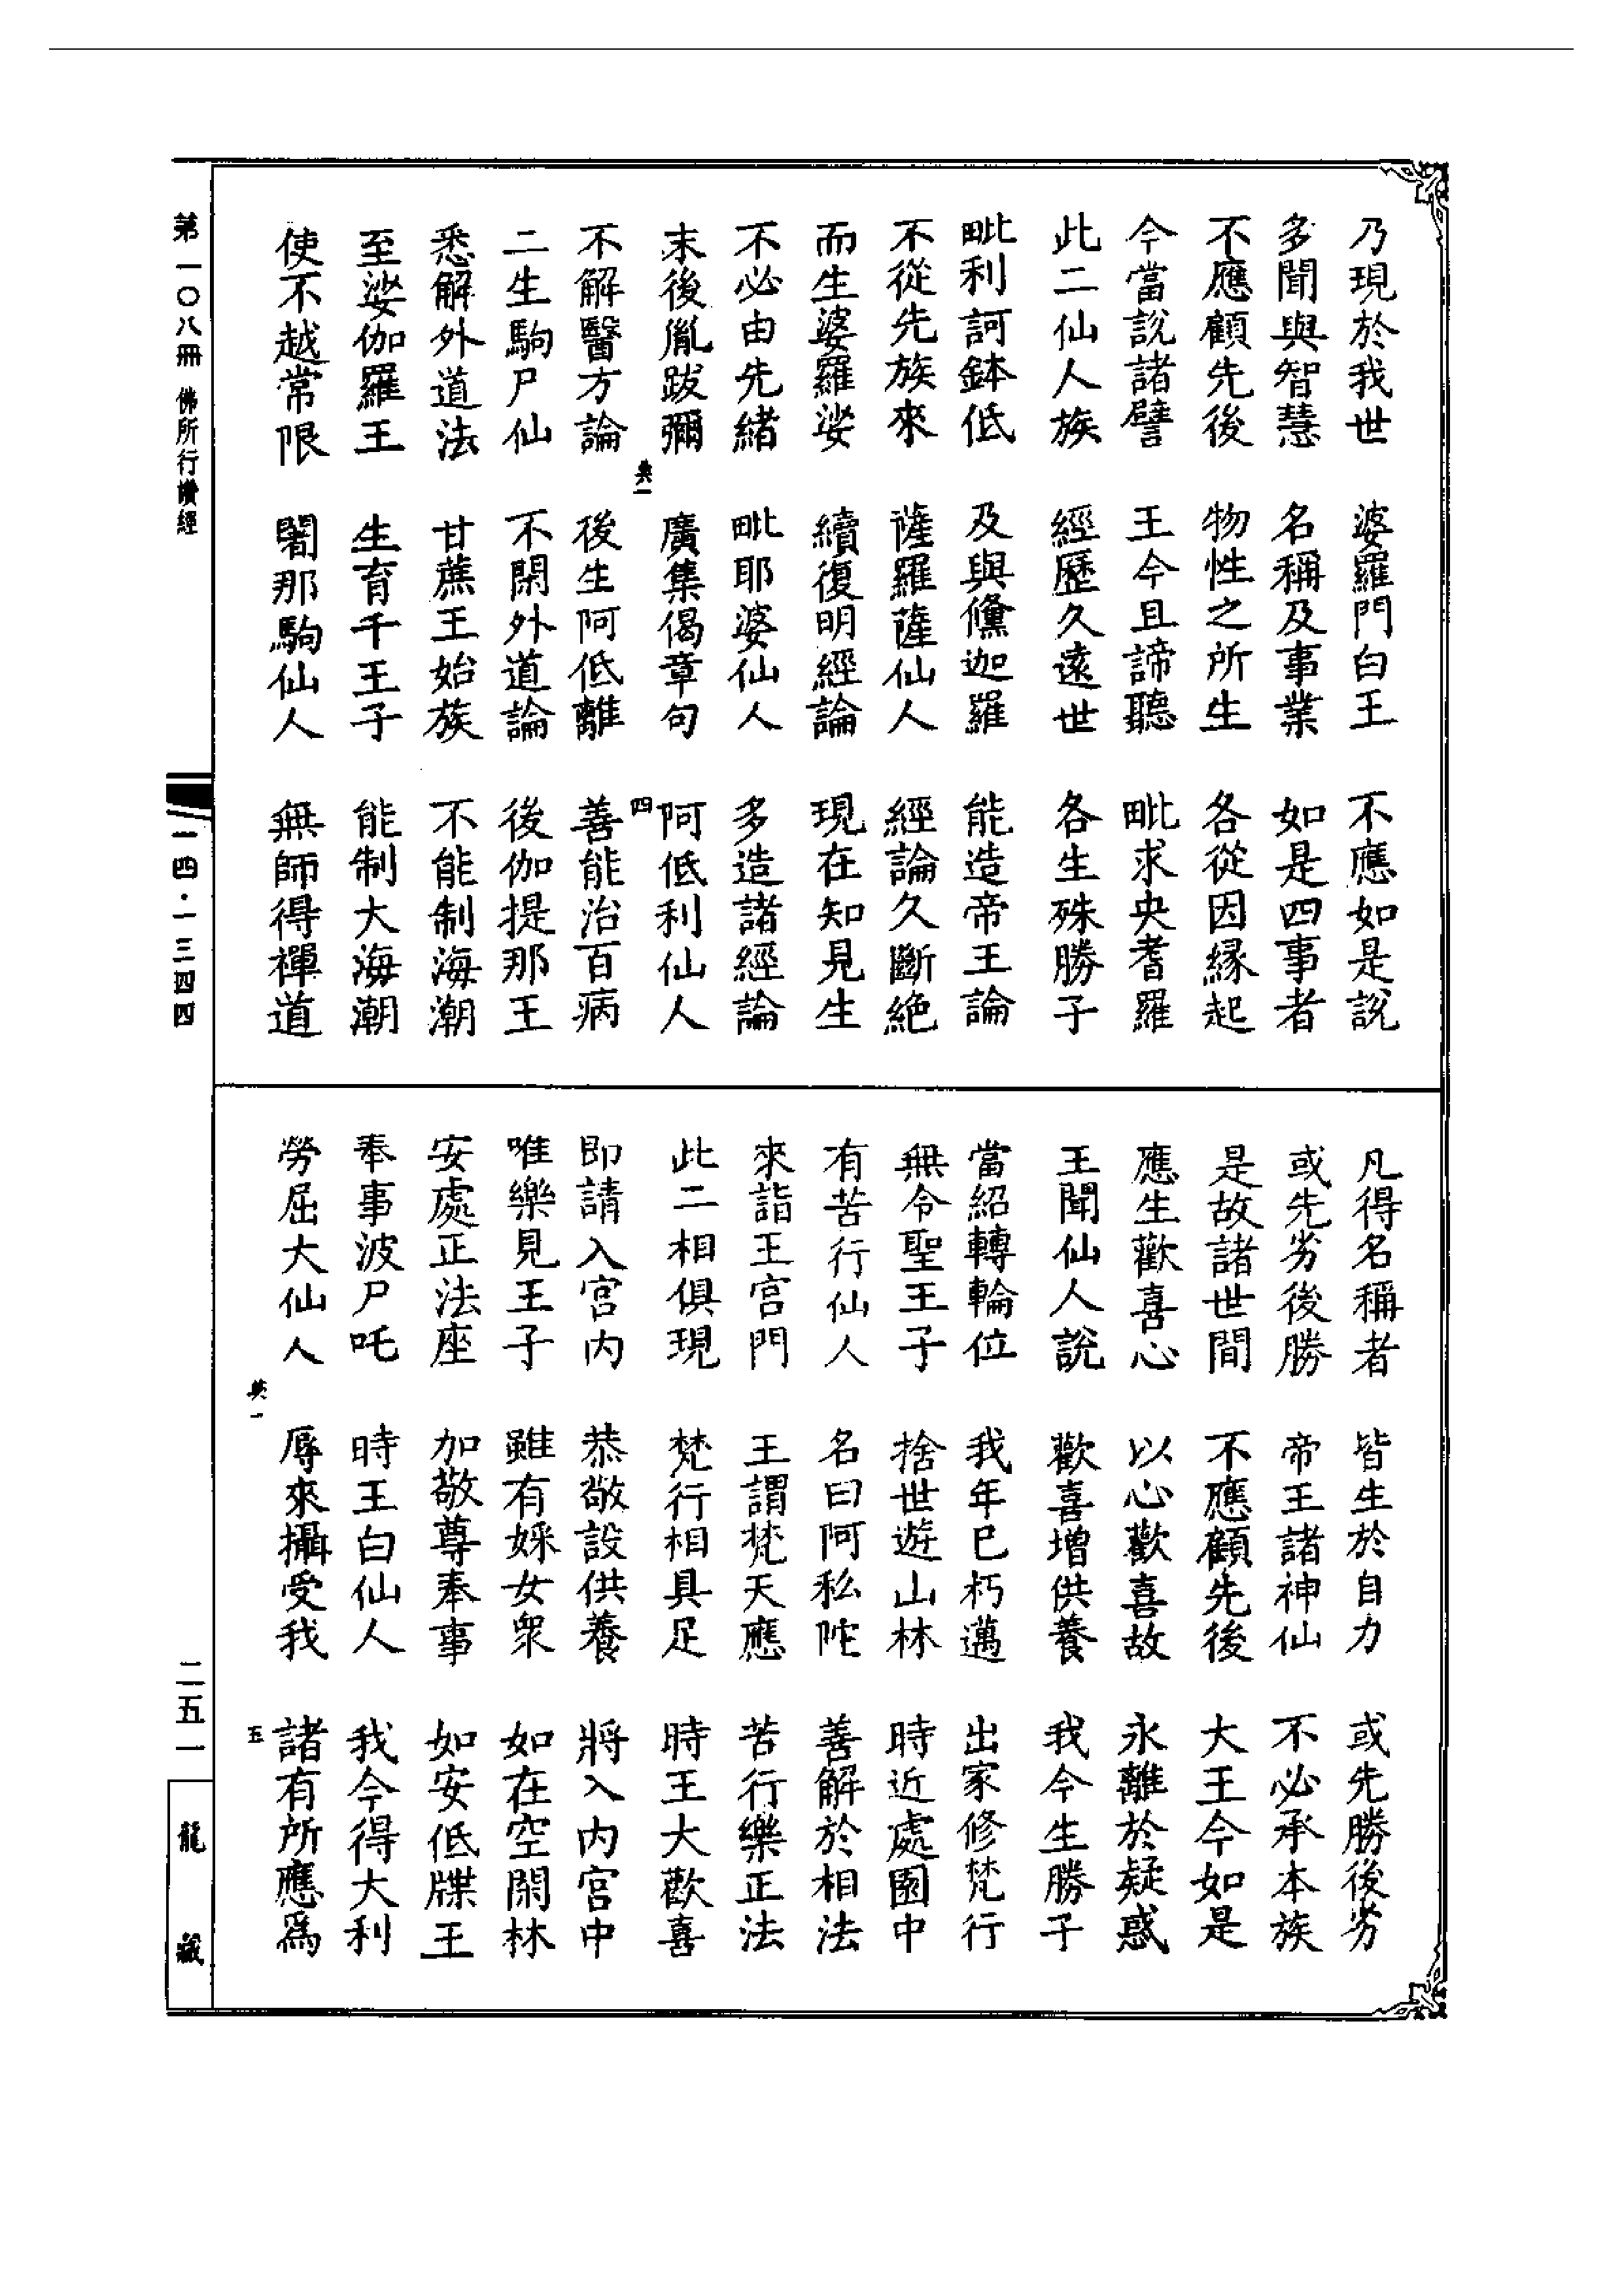 乃現於我世　婆羅門白王　不應如是說
多聞與智慧　名稱及事業　如是四事者
不應顧先後　物性之所生　各從因緣起
今當說諸譬　王今且諦聽　毗求央耆羅
此二仙人族　經歷久遠世　各生殊勝子
毗利訶鉢低　及與儵迦羅　能造帝王論
不從先族來　薩羅薩仙人　經論久斷絕
而生婆羅娑　續復明經論　現在知見生
不必由先緒　毗耶婆仙人　多造諸經論
末後胤跋彌　廣集偈章句　阿低利仙人
典一　四
不解醫方論　後生阿低離　善能治百病
二生駒尸仙　不閑外道論　後伽提那王
悉解外道法　甘蔗王始族　不能制海潮
至娑伽羅王　生育千王子　能制大海潮
使不越常限　闍那駒仙人　無師得禪道
凡得名稱者　皆生於自力　或先勝後劣
或先劣後勝　帝王諸神仙　不必承本族
是故諸世間　不應顧先後　大王今如是
應生歡喜心　以心歡喜故　永離於疑惑
王聞仙人說　歡喜增供養　我今生勝子
當紹轉輪位　我年已朽邁　出家修梵行
無令聖王子　捨世遊山林　時近處園中
有苦行仙人　名曰阿私陀　善解於相法
來詣王宮門　王謂梵天應　苦行樂正法
此二相俱現　梵行相具足　時王大歡喜
即請入宮內　恭敬設供養　將入內宮中
唯樂見王子　雖有婇女眾　如在空閑林
安處正法座　加敬尊奉事　如安低牒王
奉事波尸吒　時王白仙人　我今得大利
勞屈大仙人　辱來攝受我　諸有所應為
典一　五
第一〇八冊　佛所行讚經
一四·一三四四
二五一
龍藏